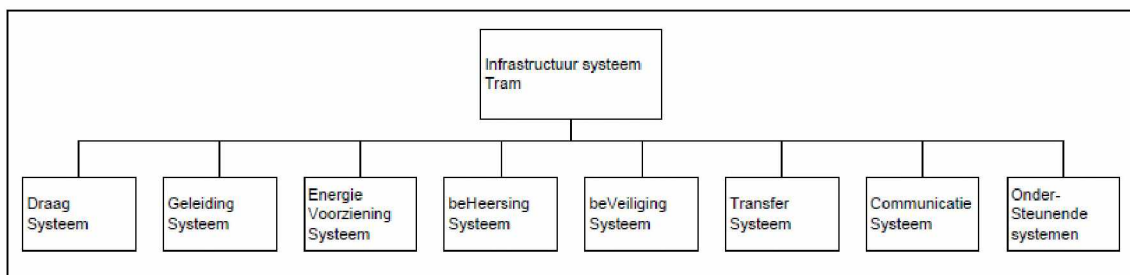 Infrastructuur systeem
Tram
Draag
Systeem
Geleiding
Systeem
Energie
Voorziening
Systeem
beHeersing
Systeem
beVeiliging
Systeem
Transfer
Systeem
Communicatie
Systeem
Onder-
Steunende
systemen